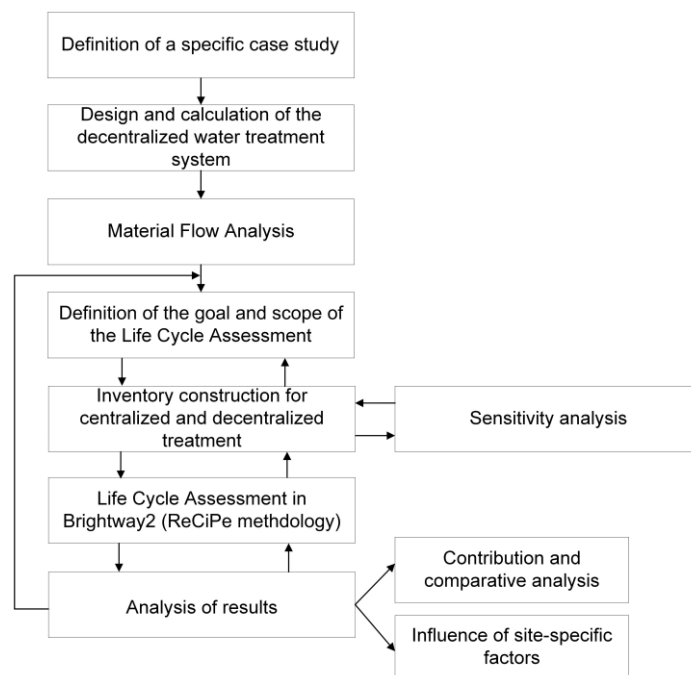 Definition of a specific case study
Design and calculation of the
decentralized water treatment
system
Material Flow Analysis
Definition of the goal and scope of
the Life Cycle Assessment
Inventory construction for
centralized and decentralized
treatment
Sensitivity analysis
Life Cycle Assessment in
Brightway2 (ReCiPe methdology)
Analysis of results
Contribution and
comparative analysis
Influence of site-specific
factors